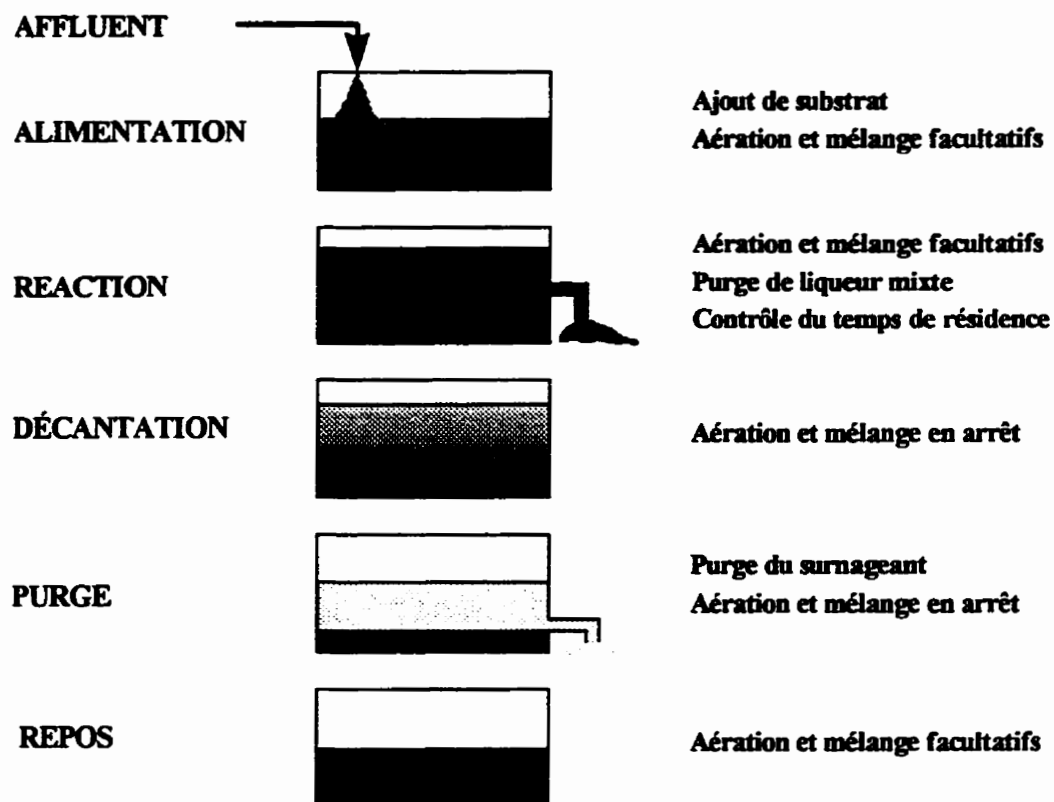 AFFLUENT
ALIMENTATION
Ajout de substrat
Aération et mélange facultatifs
REACTION
Aération et mélange facultatifs
Purge de liqueur mixte
Contrôle du temps de résidence
DÉCANTATION
Aération et mélange en arrêt
PURGE
Purge du surnageant
Aération et mélange en arrêt
REPOS
Aération et mélange facultatifs